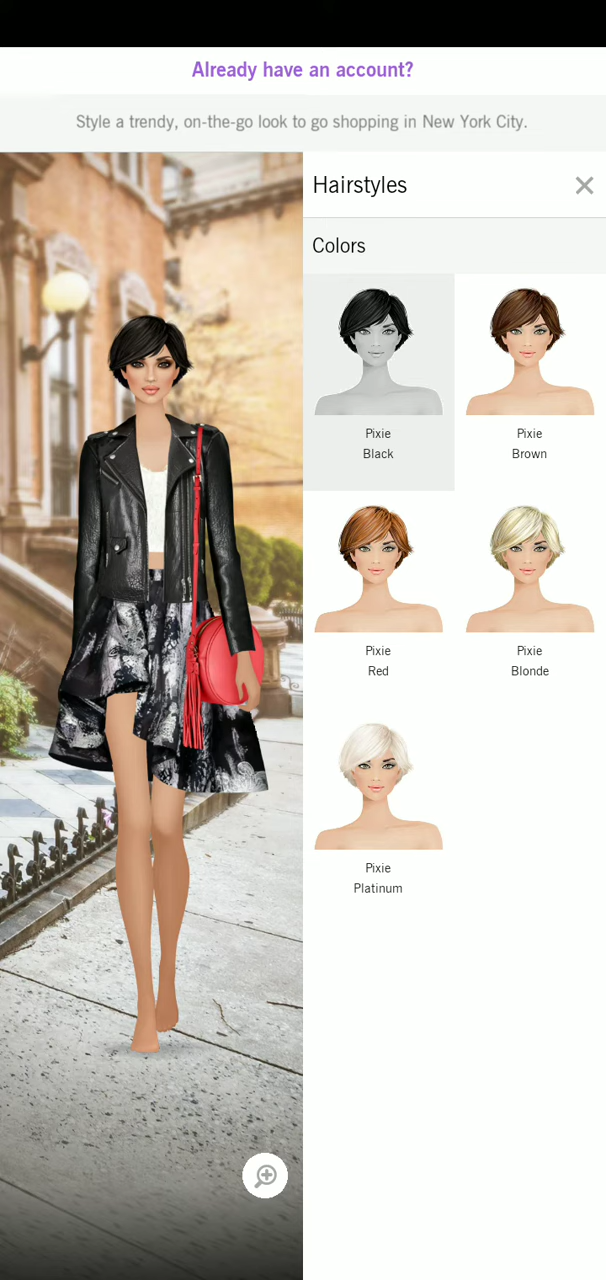 Already have an account?
Style a trendy, on-the-go look to go shopping in New York City.
Hairstyles
Colors
Pixie
Black
Pixie
Brown
Pixie
Red
Pixie
Blonde
Pixie
Platinum